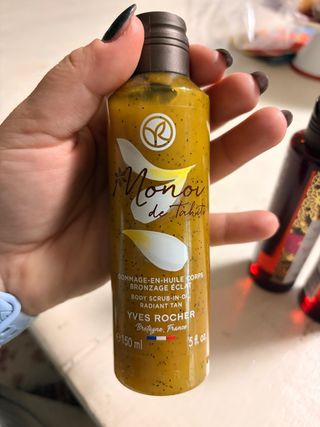 YR
Monoï
de Tahiti
GOMMAGE-EN-HUILE CORPS
BRONZAGE ÉCLAT
BODY SCRUB-IN-OIL
RADIANT TAN
YVES ROCHER
Bretagne, France
℮150 ml 5 fl. oz.